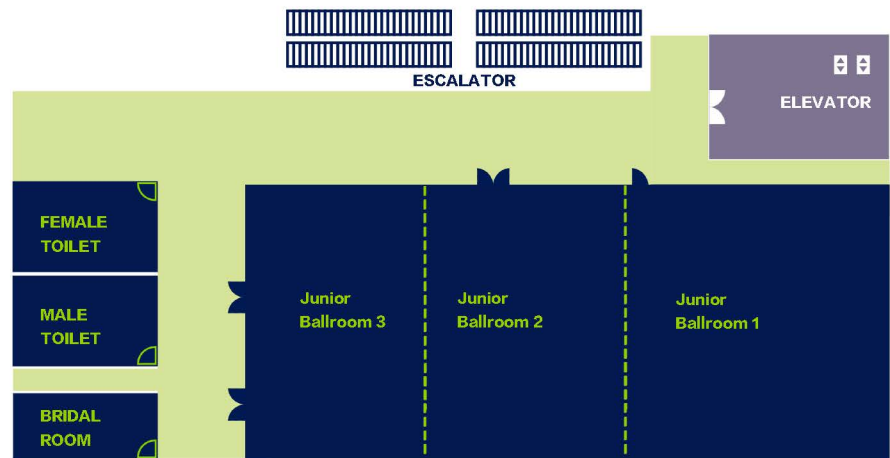 ESCALATOR
ELEVATOR
FEMALE
TOILET
MALE
TOILET
BRIDAL
ROOM
Junior
Ballroom 3
Junior
Ballroom 2
Junior
Ballroom 1